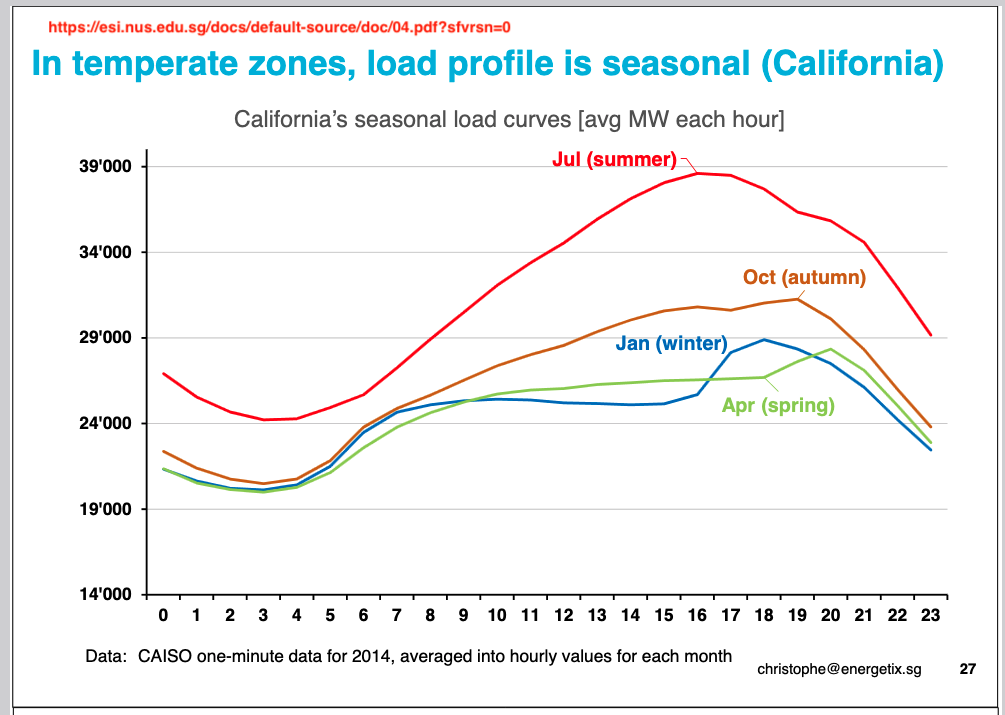 https://esi.nus.edu.sg/docs/default-source/doc/04.pdf?sfvrsn=0
In temperate zones, load profile is seasonal (California)
California's seasonal load curves [avg MW each hour]
39'000
34'000
29'000
24'000
19'000
14'000
Jul (summer)
Oct (autumn)
Jan (winter)
Apr (spring)
0 1 2 3 4 5 6 7 8 9 10 11 12 13 14 15 16 17 18 19 20 21 22 23
Data: CAISO one-minute data for 2014, averaged into hourly values for each month
christophe@energetix.sg 27